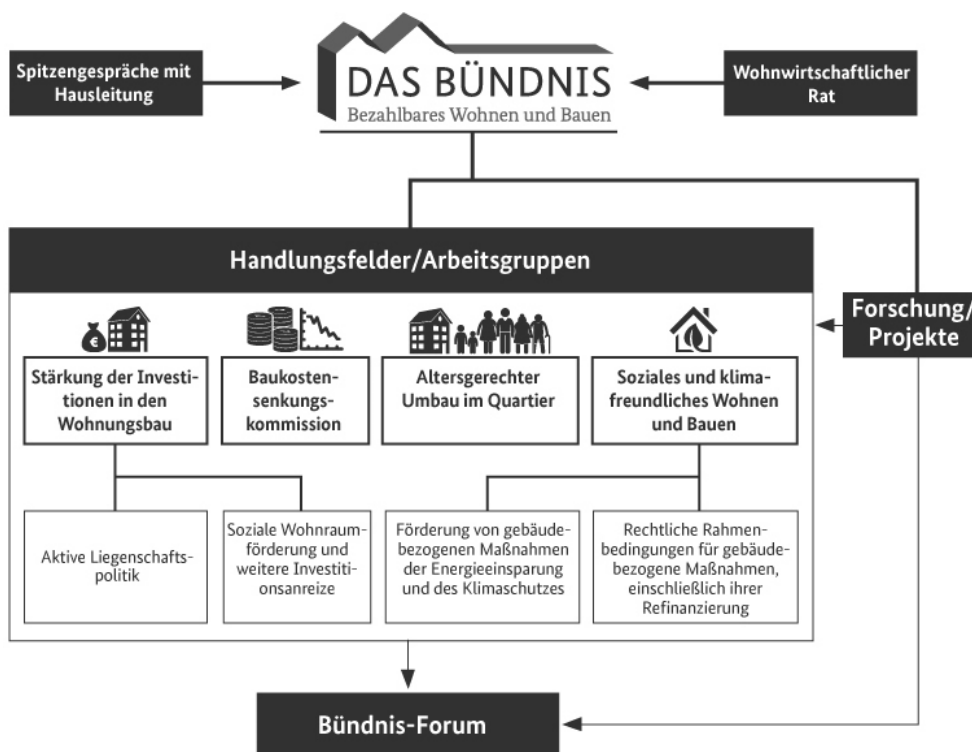 Spitzengespräche mit
Hausleitung
DAS BÜNDNIS
Bezahlbares Wohnen und Bauen
Wohnwirtschaftlicher
Rat
Handlungsfelder/Arbeitsgruppen
Forschung/
Projekte
€
Stärkung der Investi-
tionen in den
Wohnungsbau
Baukosten-
senkungs-
kommission
Altersgerechter
Umbau im Quartier
Soziales und klima-
freundliches Wohnen
und Bauen
Aktive Liegenschafts-
politik
Soziale Wohnraum-
förderung und
weitere Investiti-
onsanreize
Förderung von gebäude-
bezogenen Maßnahmen
der Energieeinsparung
und des Klimaschutzes
Rechtliche Rahmen-
bedingungen für gebäude-
bezogene Maßnahmen,
einschließlich ihrer
Refinanzierung
Bündnis-Forum